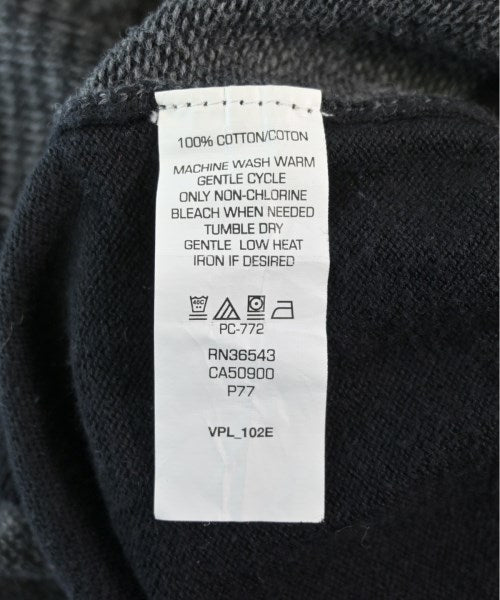 100% COTTON/COTON
MACHINE WASH WARM
GENTLE CYCLE
ONLY NON-CHLORINE
BLEACH WHEN NEEDED
TUMBLE DRY
GENTLE LOW HEAT
IRON IF DESIRED
40C
PC-772
RN36543
CA50900
P77
VPL_102E